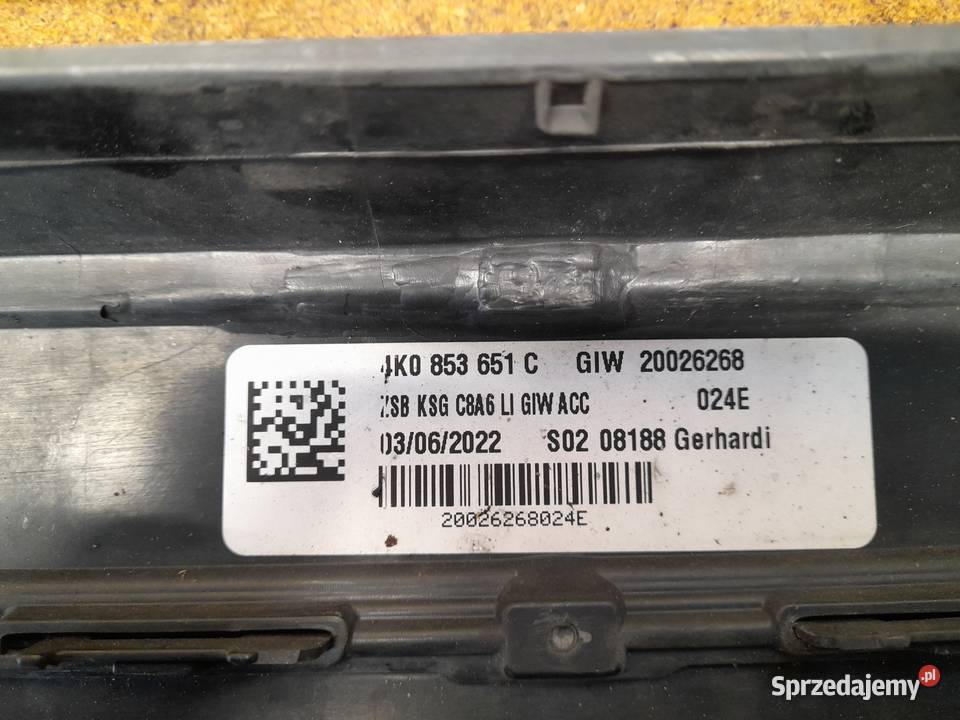 4K0 853 651 C GIW 20026268
ZSB KSG C8A6 LI GIW ACC 024E
03/06/2022 S02 08188 Gerhardi
20026268024E
Sprzedajemy.pl